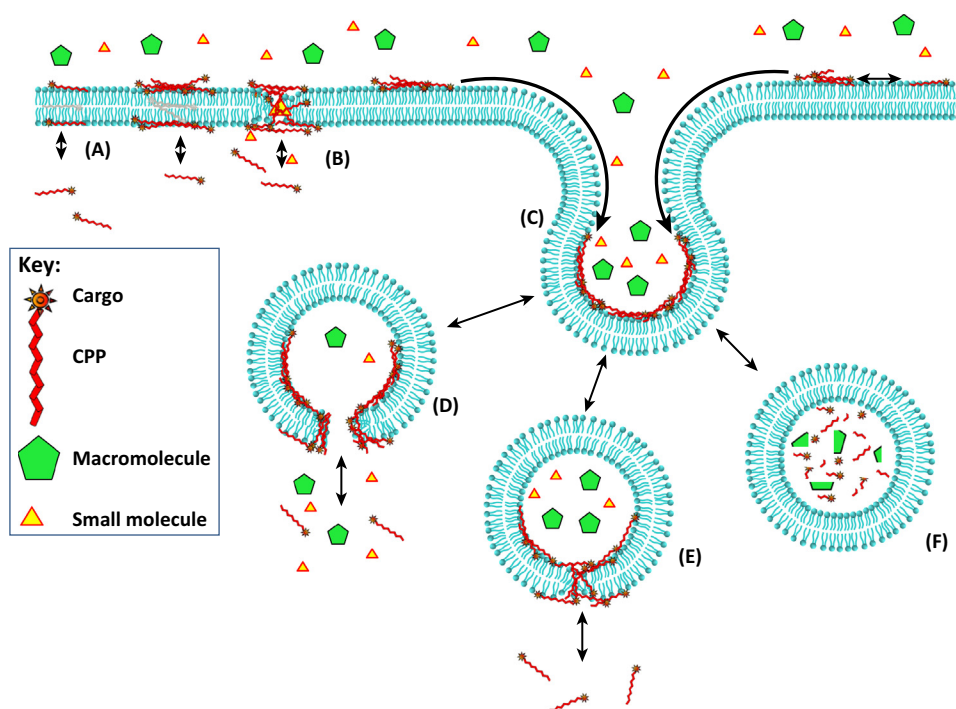 (A)
(B)
(C)
Key:
Cargo
CPP
Macromolecule
Small molecule
(D)
(E)
(F)